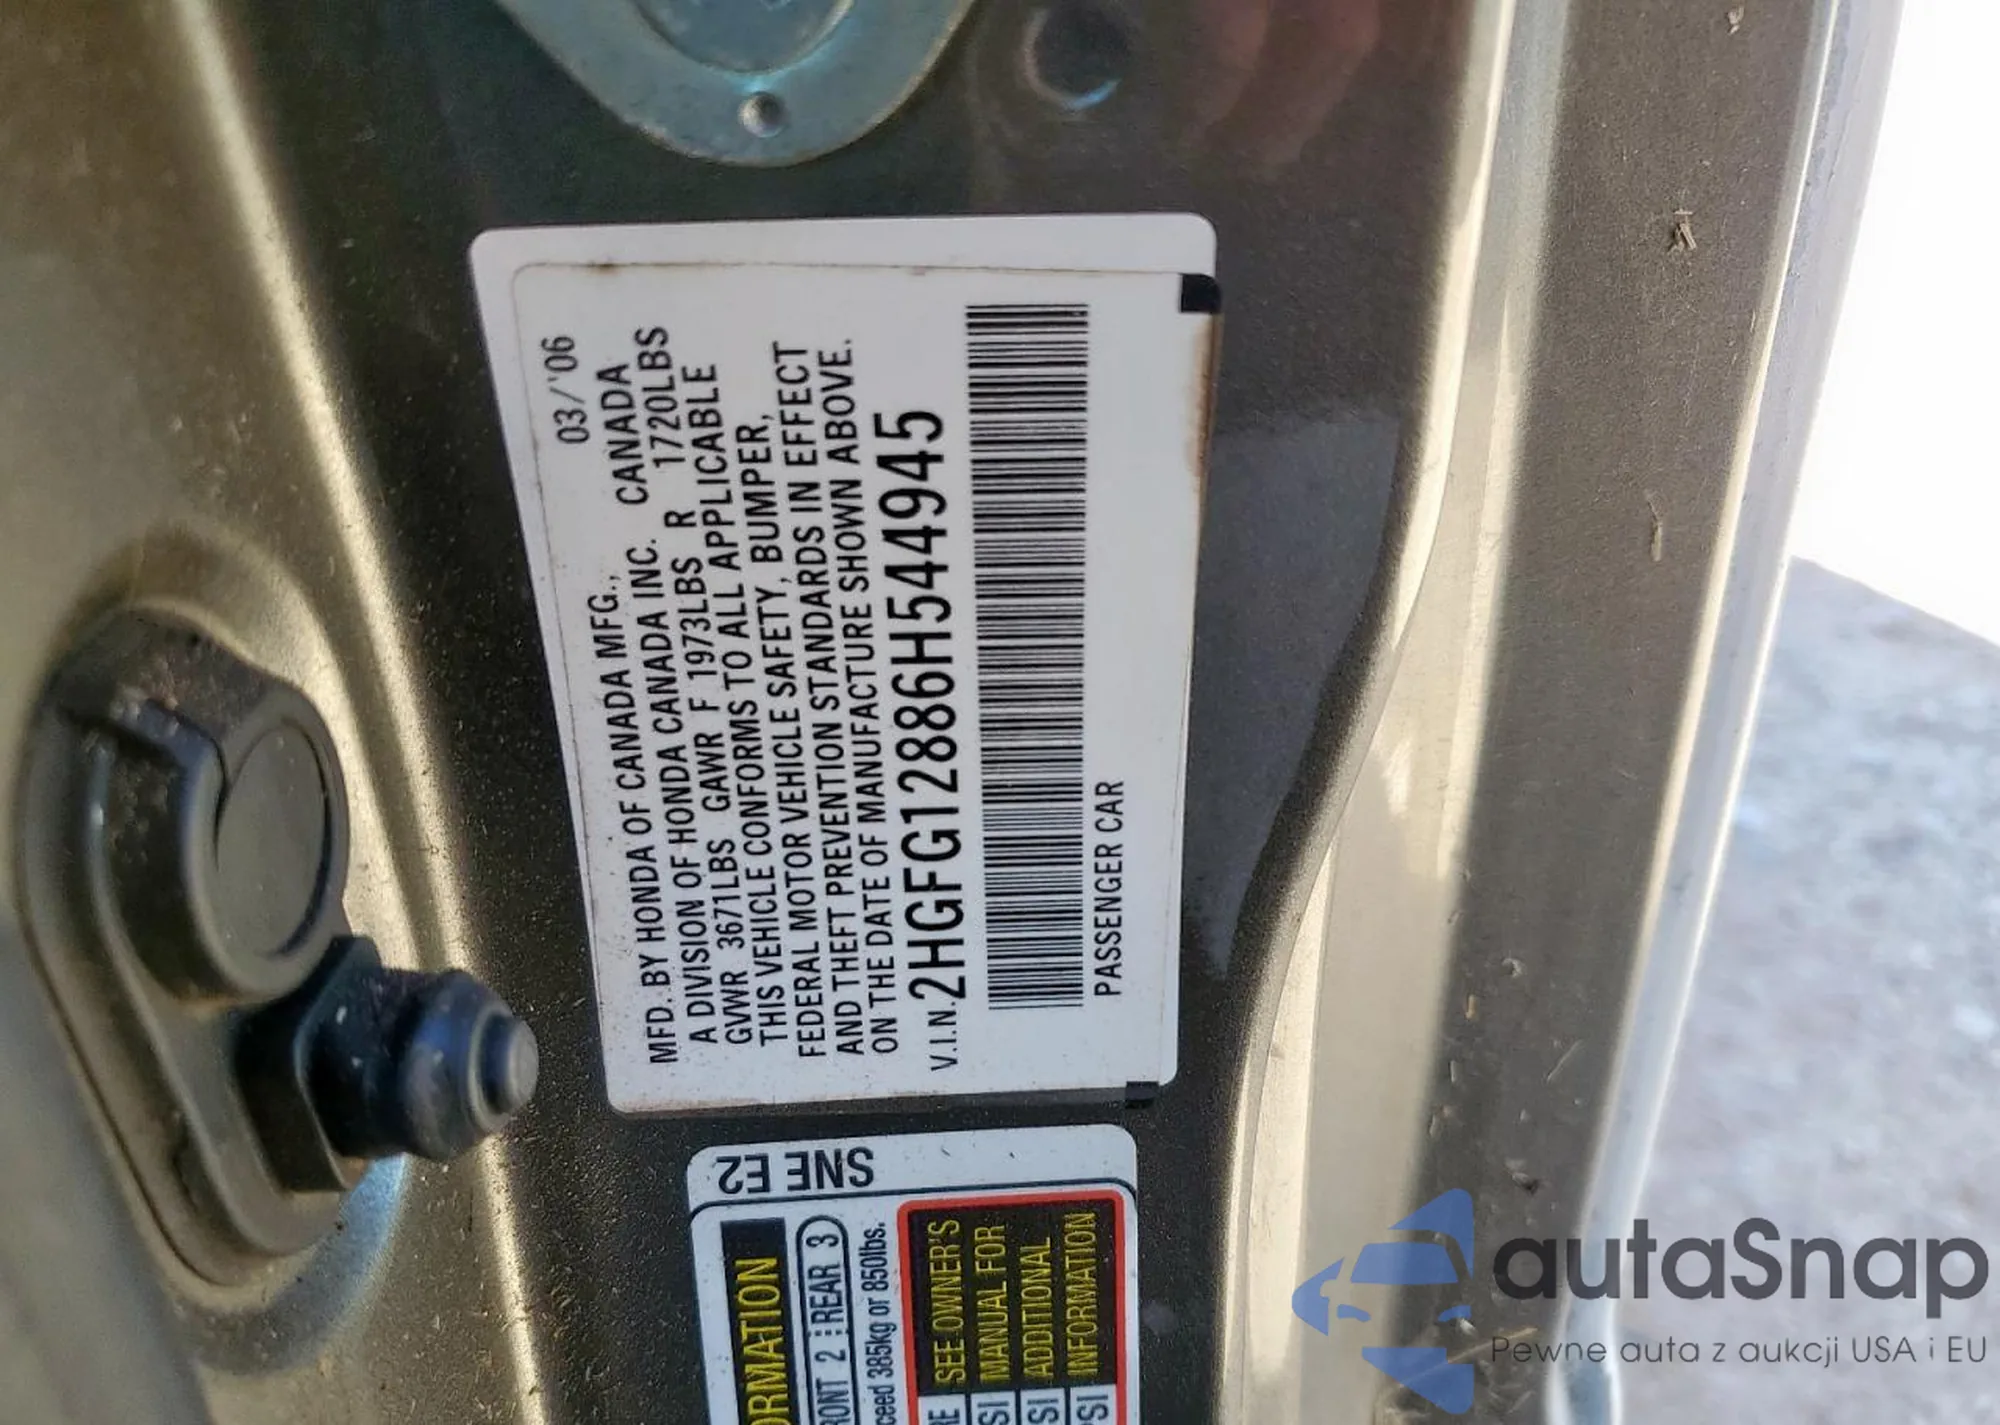 03/'06
MFD. BY HONDA OF CANADA MFG., CANADA
A DIVISION OF HONDA CANADA INC.
GVWR 3671LBS GAWR F 1973LBS R 1720LBS
THIS VEHICLE CONFORMS TO ALL APPLICABLE
FEDERAL MOTOR VEHICLE SAFETY, BUMPER,
AND THEFT PREVENTION STANDARDS IN EFFECT
ON THE DATE OF MANUFACTURE SHOWN ABOVE.
V.I.N. 2HGFG12886H544945
PASSENGER CAR
SNE E2
FRONT 2 REAR 3
385kg or 850lbs.
SEE OWNER'S
MANUAL FOR
ADDITIONAL
INFORMATION
autaSnap
Pewne auta z aukcji USA i EU